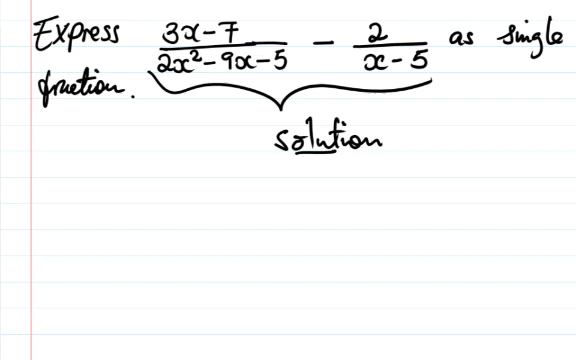 Express (3x-7)/(2x²-9x-5) - 2/(x-5) as single
fraction.
solution